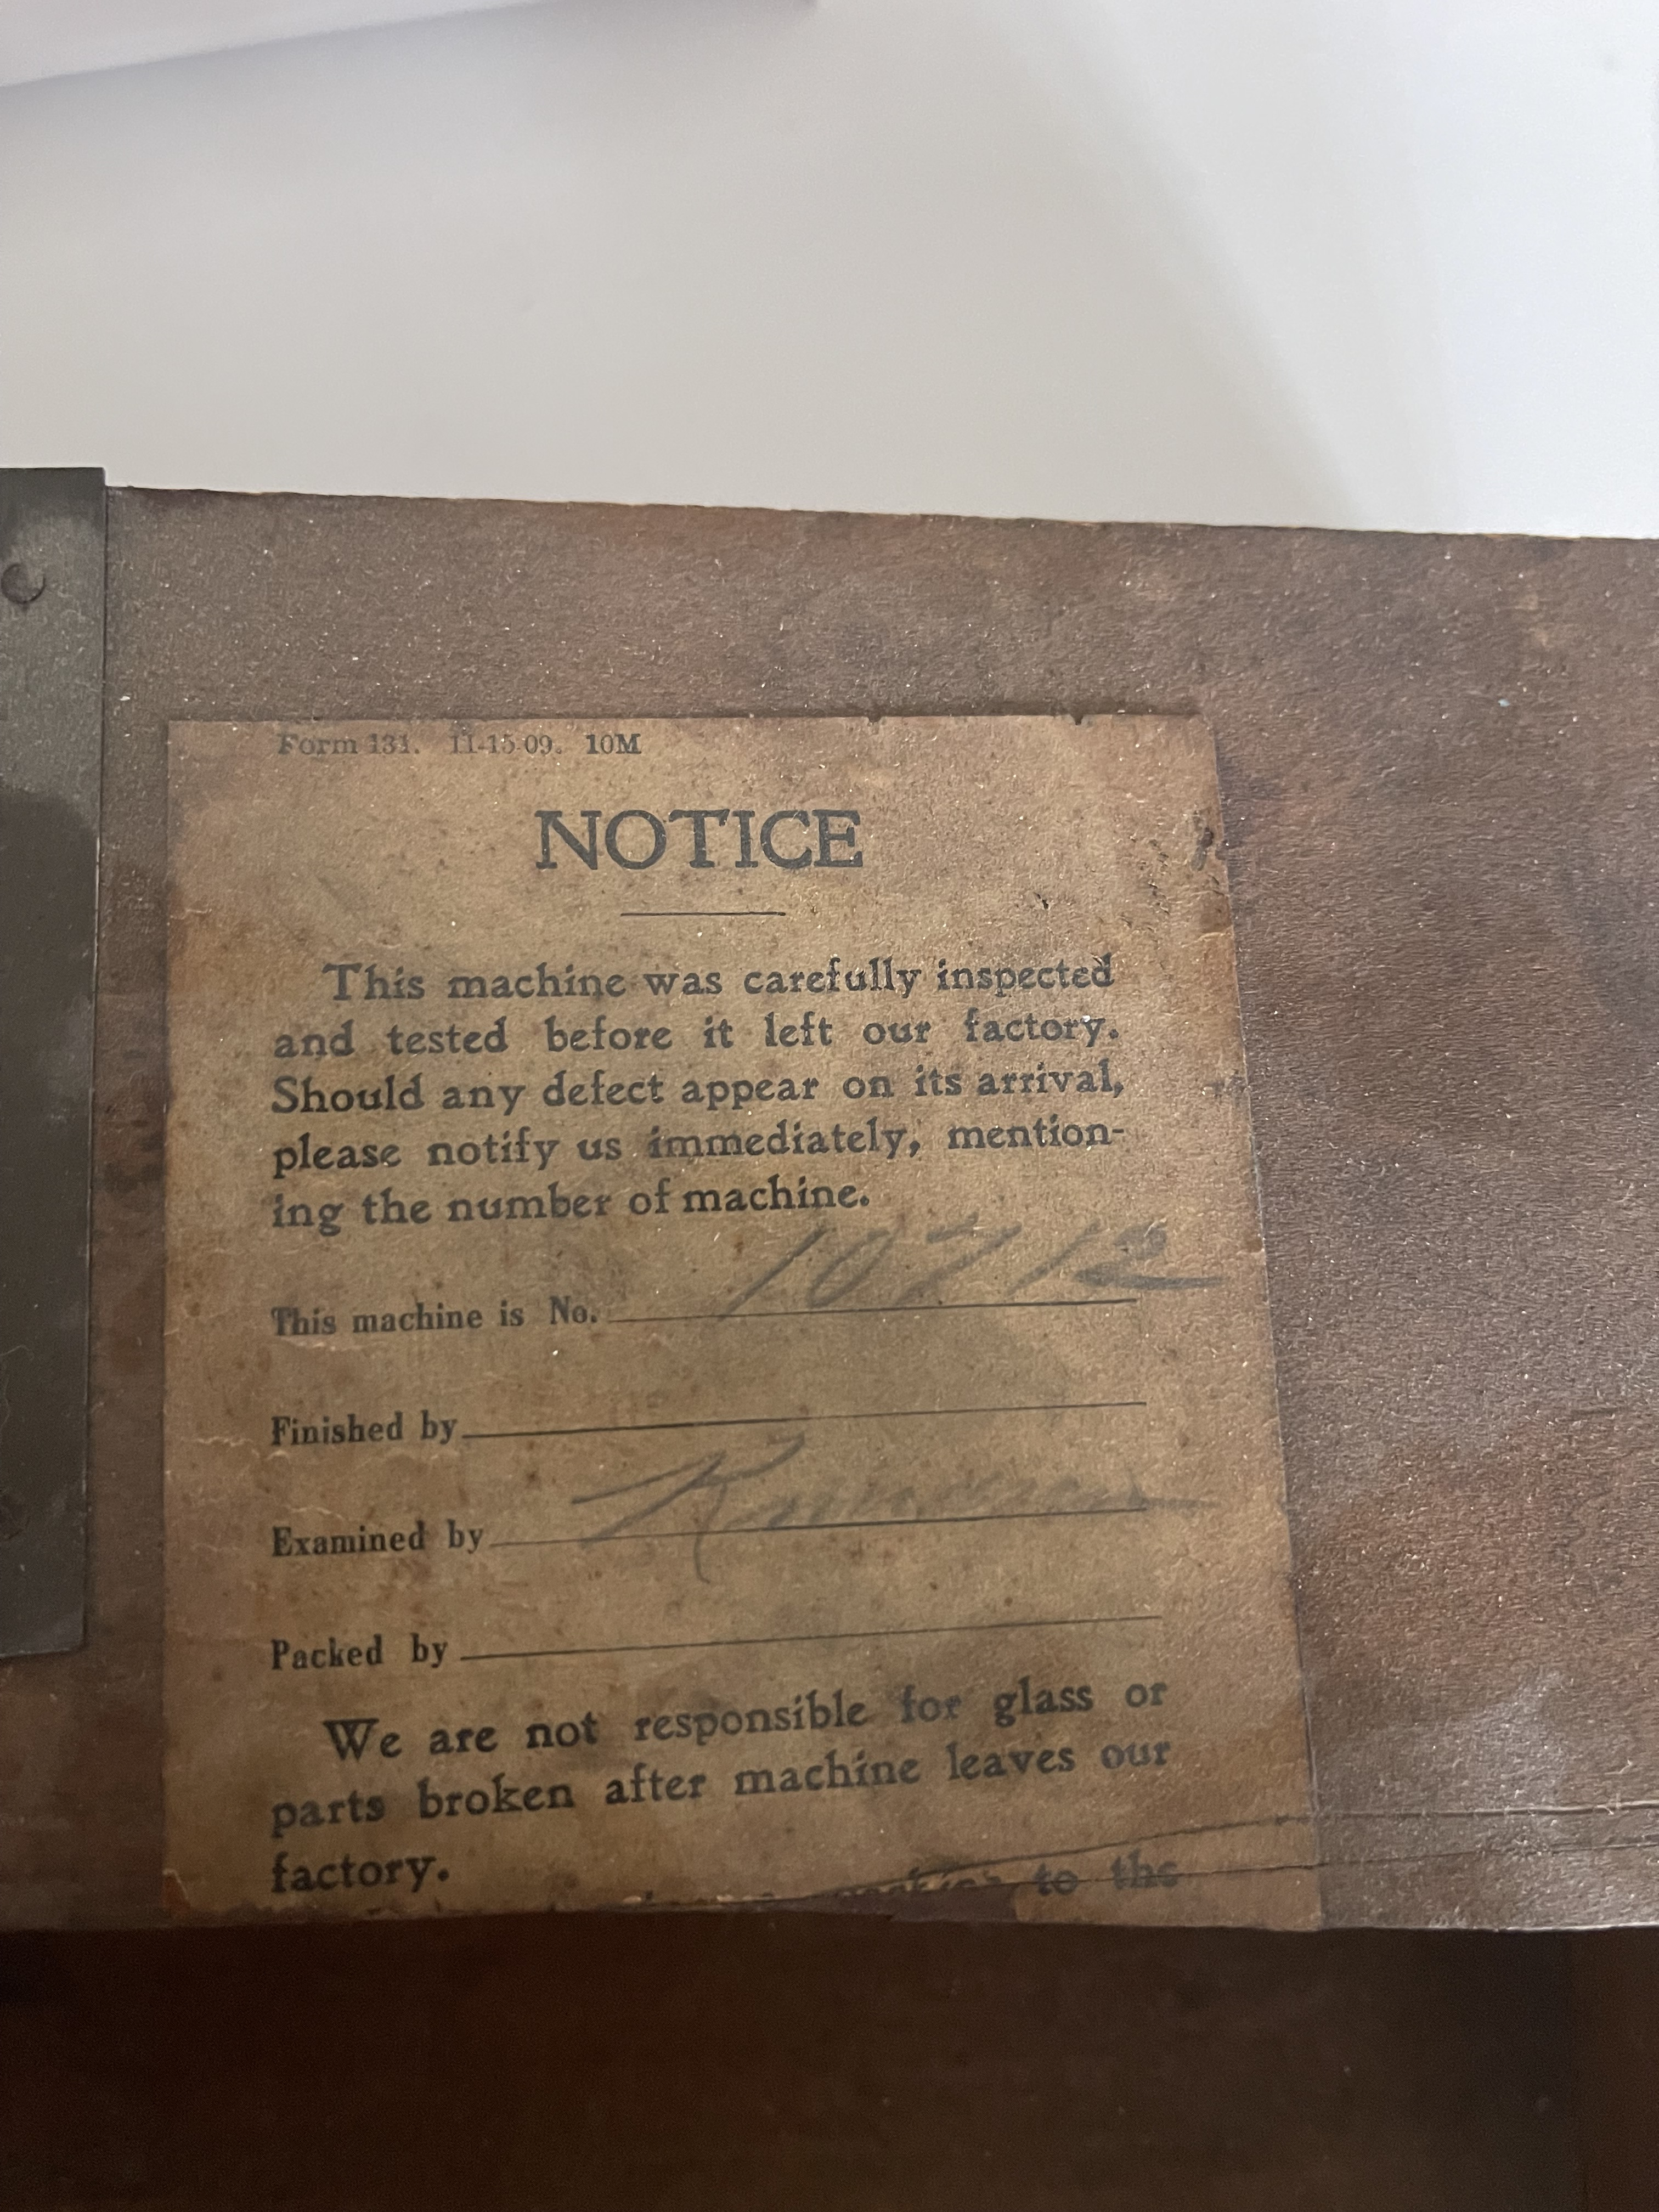 Form 131. 11-15-09. 10M
NOTICE
This machine was carefully inspected
and tested before it left our factory.
Should any defect appear on its arrival,
please notify us immediately, mention-
ing the number of machine.
This machine is No. 10712
Finished by
Examined by
Packed by
We are not responsible for glass or
parts broken after machine leaves our
factory.
to the